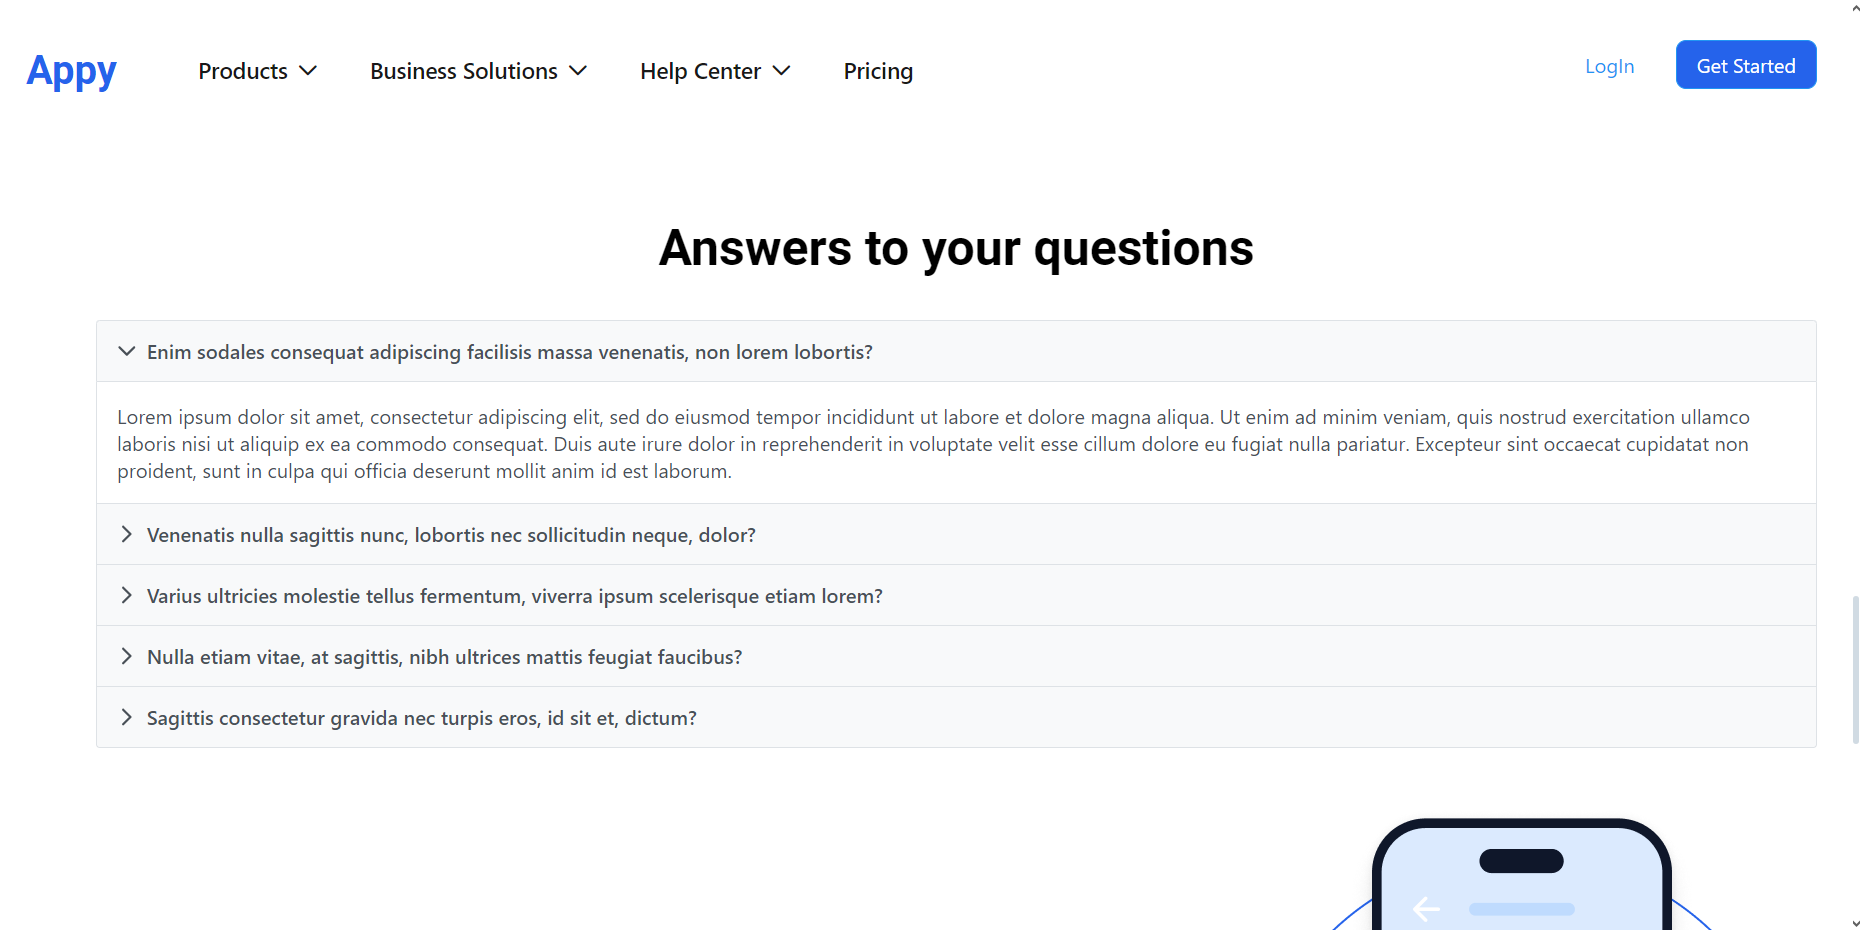 Appy
Products
Business Solutions
Help Center
Pricing
LogIn
Get Started
Answers to your questions
Enim sodales consequat adipiscing facilisis massa venenatis, non lorem lobortis?
Lorem ipsum dolor sit amet, consectetur adipiscing elit, sed do eiusmod tempor incididunt ut labore et dolore magna aliqua. Ut enim ad minim veniam, quis nostrud exercitation ullamco
laboris nisi ut aliquip ex ea commodo consequat. Duis aute irure dolor in reprehenderit in voluptate velit esse cillum dolore eu fugiat nulla pariatur. Excepteur sint occaecat cupidatat non
proident, sunt in culpa qui officia deserunt mollit anim id est laborum.
Venenatis nulla sagittis nunc, lobortis nec sollicitudin neque, dolor?
Varius ultricies molestie tellus fermentum, viverra ipsum scelerisque etiam lorem?
Nulla etiam vitae, at sagittis, nibh ultrices mattis feugiat faucibus?
Sagittis consectetur gravida nec turpis eros, id sit et, dictum?